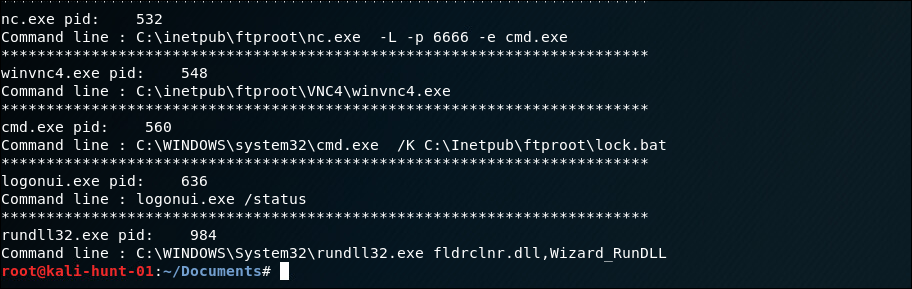 nc.exe pid:    532
Command line : C:\inetpub\ftproot\nc.exe  -L -p 6666 -e cmd.exe
************************************************************************
winvnc4.exe pid:    548
Command line : C:\inetpub\ftproot\VNC4\winvnc4.exe
************************************************************************
cmd.exe pid:    560
Command line : C:\WINDOWS\system32\cmd.exe  /K C:\Inetpub\ftproot\lock.bat
************************************************************************
logonui.exe pid:    636
Command line : logonui.exe /status
************************************************************************
rundll32.exe pid:    984
Command line : C:\WINDOWS\System32\rundll32.exe fldrclnr.dll,Wizard_RunDLL
root@kali-hunt-01:~/Documents#